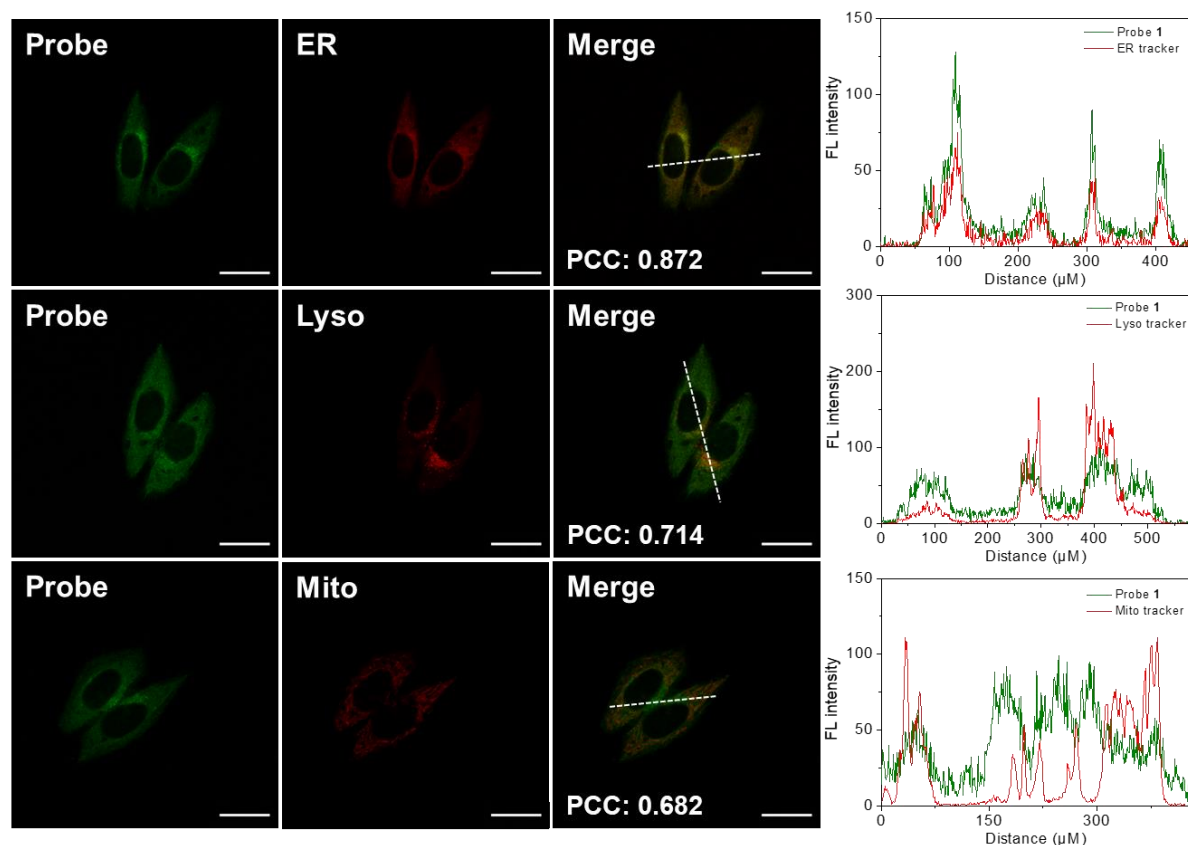 Probe
ER
Merge
PCC: 0.872
150
100
50
0
FL intensity
Probe 1
ER tracker
0 100 200 300 400
Distance (µM)
Probe
Lyso
Merge
PCC: 0.714
300
200
100
0
FL intensity
Probe 1
Lyso tracker
0 100 200 300 400 500
Distance (µM)
Probe
Mito
Merge
PCC: 0.682
150
100
50
0
FL intensity
Probe 1
Mito tracker
0 150 300
Distance (µM)